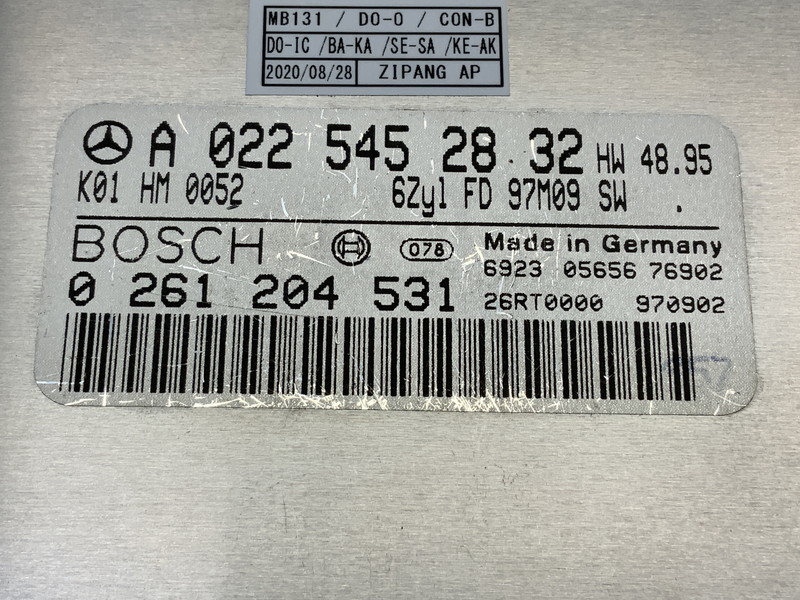 MB131 / DO-O / CON-B
DO-IC /BA-KA /SE-SA /KE-AK
2020/08/28 ZIPANG AP
A 022 545 28 32 HW 48.95
K01 HM 0052 6Zyl FD 97M09 SW .
BOSCH 078 Made in Germany
6923 05656 76902
0 261 204 531 26RT0000 970902